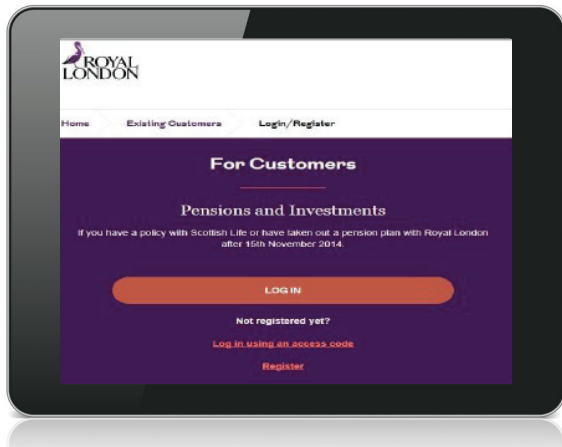 ROYAL
LONDON
Home Existing Customers Login/Register
For Customers
Pensions and Investments
If you have a policy with Scottish Life or have taken out a pension plan with Royal London
after 15th November 2014.
LOG IN
Not registered yet?
Log in using an access code
Register